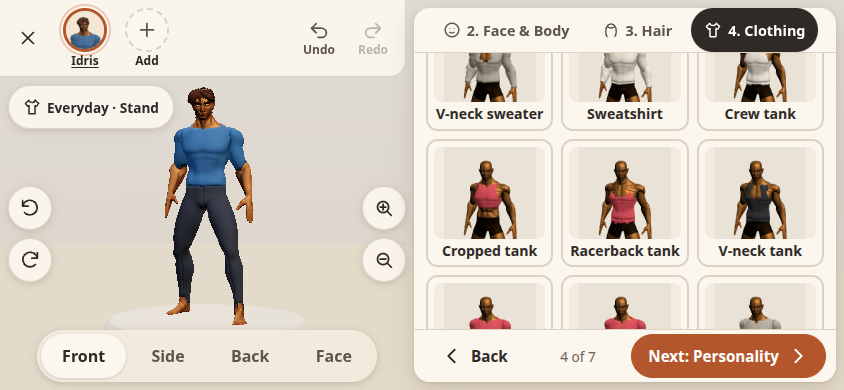 Idris
Add
Undo
Redo
Everyday · Stand
Front
Side
Back
Face
2. Face & Body
3. Hair
4. Clothing
V-neck sweater
Sweatshirt
Crew tank
Cropped tank
Racerback tank
V-neck tank
Back
4 of 7
Next: Personality